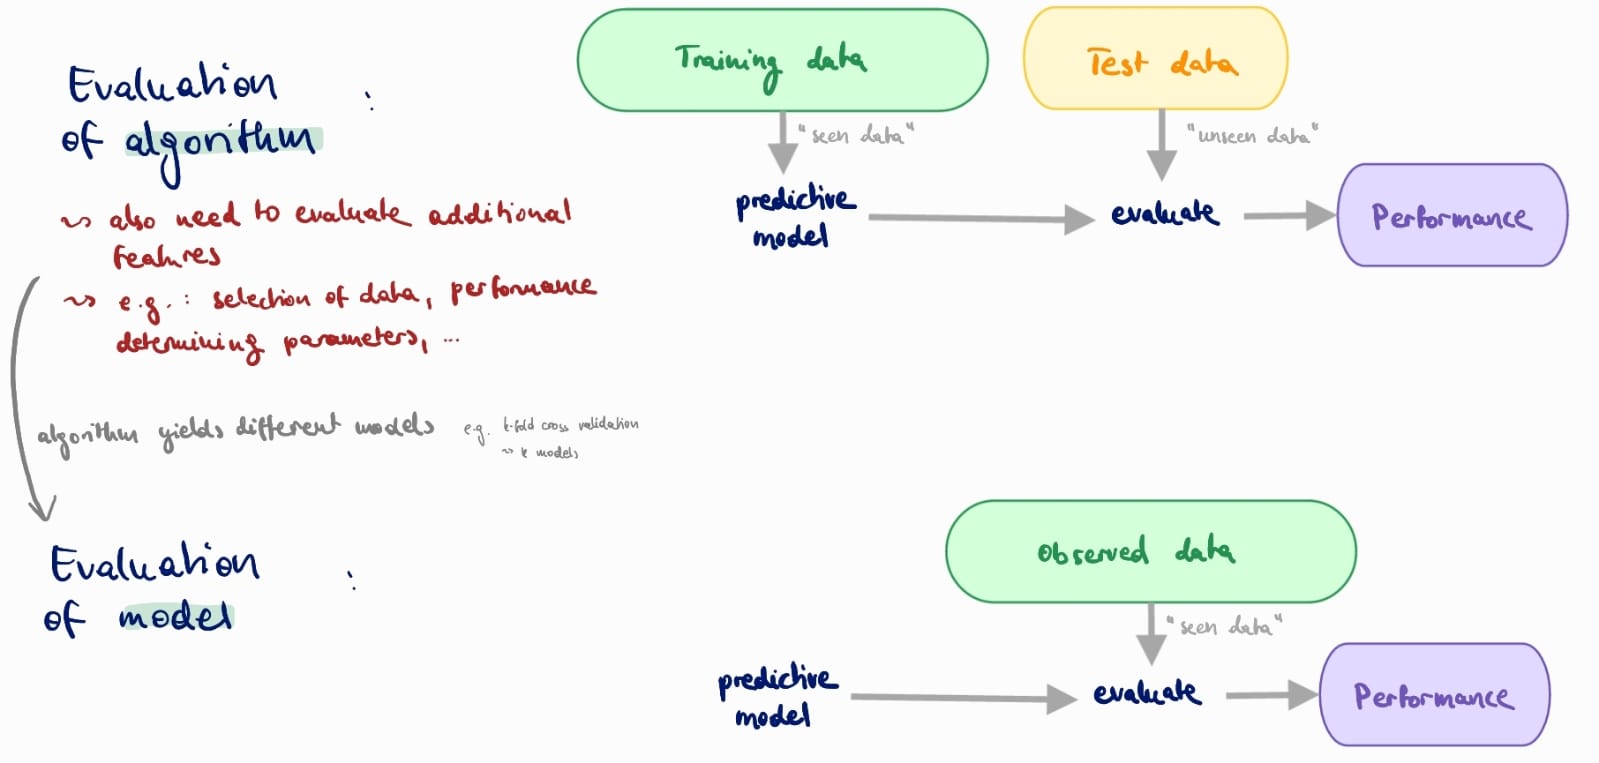 Evaluation
of algorithm :
~> also need to evaluate additional
features
~> e.g. : selection of data, performance
determining parameters, ...
algorithm yields different models e.g. k-fold cross validation
~> k models
Evaluation
of model :
Training data
Test data
"seen data"
"unseen data"
predictive
model
evaluate
Performance
Observed data
"seen data"
predictive
model
evaluate
Performance